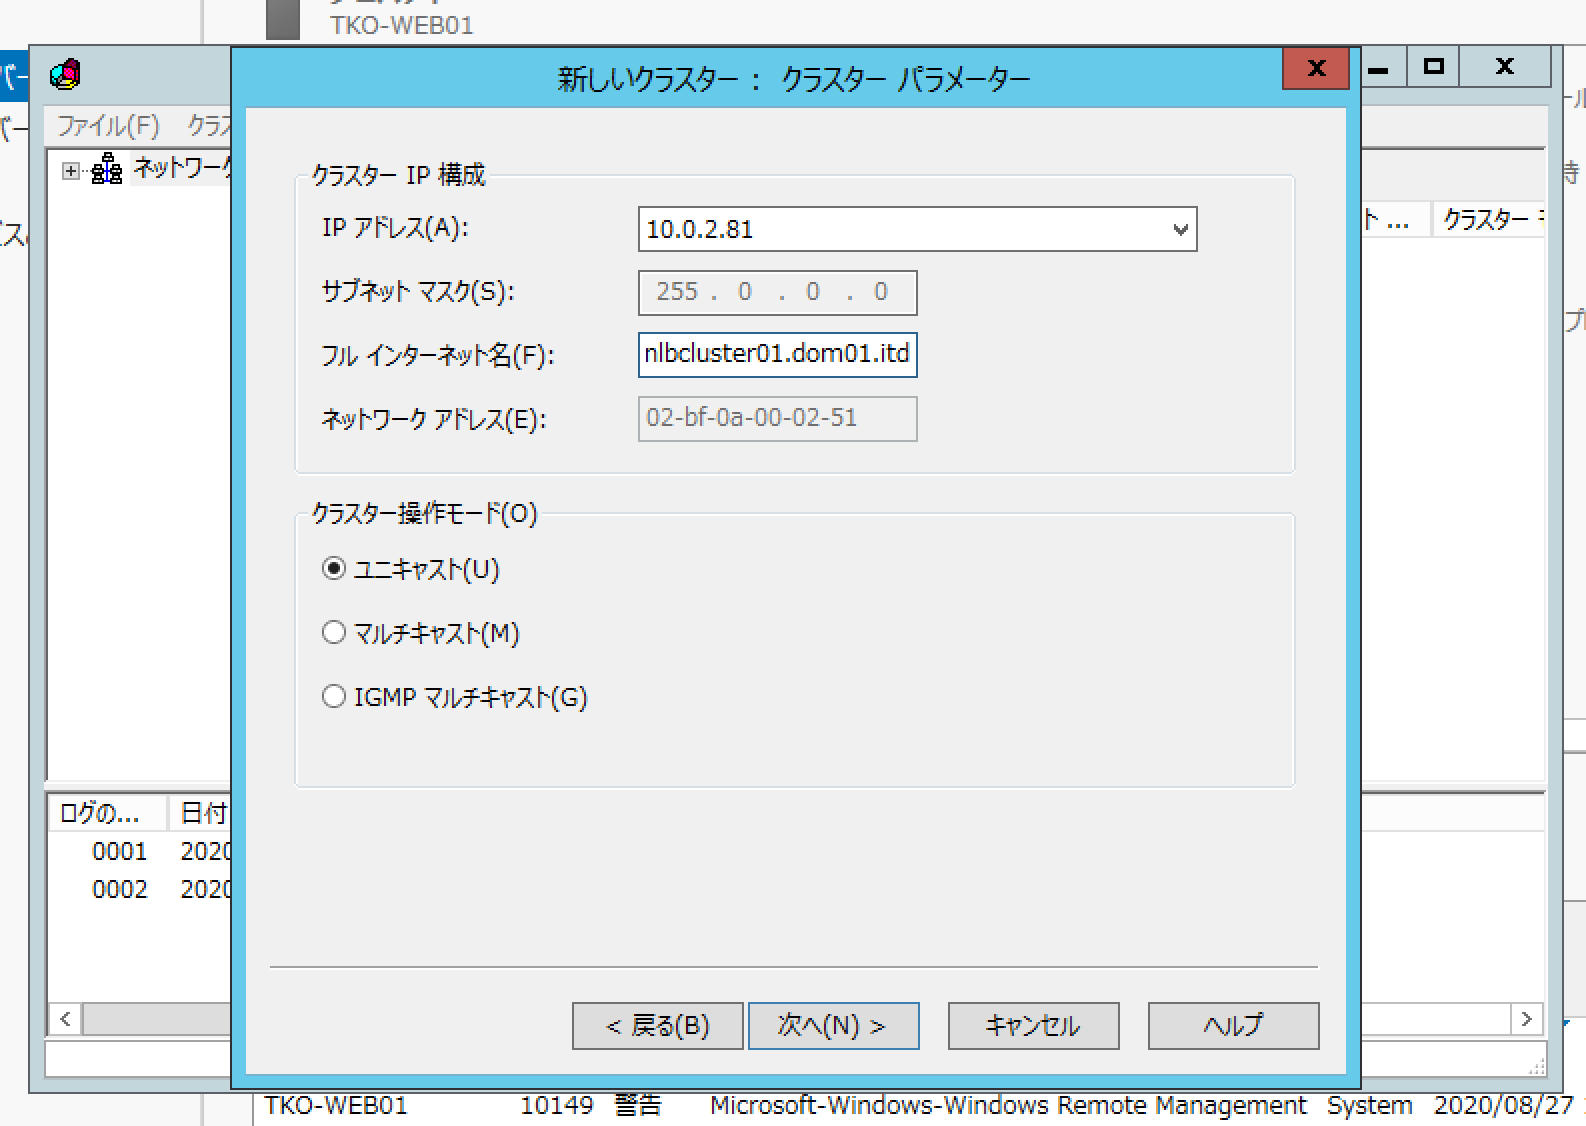 TKO-WEB01
新しいクラスター： クラスター パラメーター
ファイル(F) クラス
ネットワーク
クラスター IP 構成
IP アドレス(A):
10.0.2.81
サブネット マスク(S):
255 . 0 . 0 . 0
フル インターネット名(F):
nlbcluster01.dom01.itd
ネットワーク アドレス(E):
02-bf-0a-00-02-51
ト ... クラスター
クラスター操作モード(O)
ユニキャスト(U)
マルチキャスト(M)
IGMP マルチキャスト(G)
ログの... 日付
0001 2020
0002 2020
< 戻る(B) 次へ(N) > キャンセル ヘルプ
TKO-WEB01 10149 警告 Microsoft-Windows-Windows Remote Management System 2020/08/27